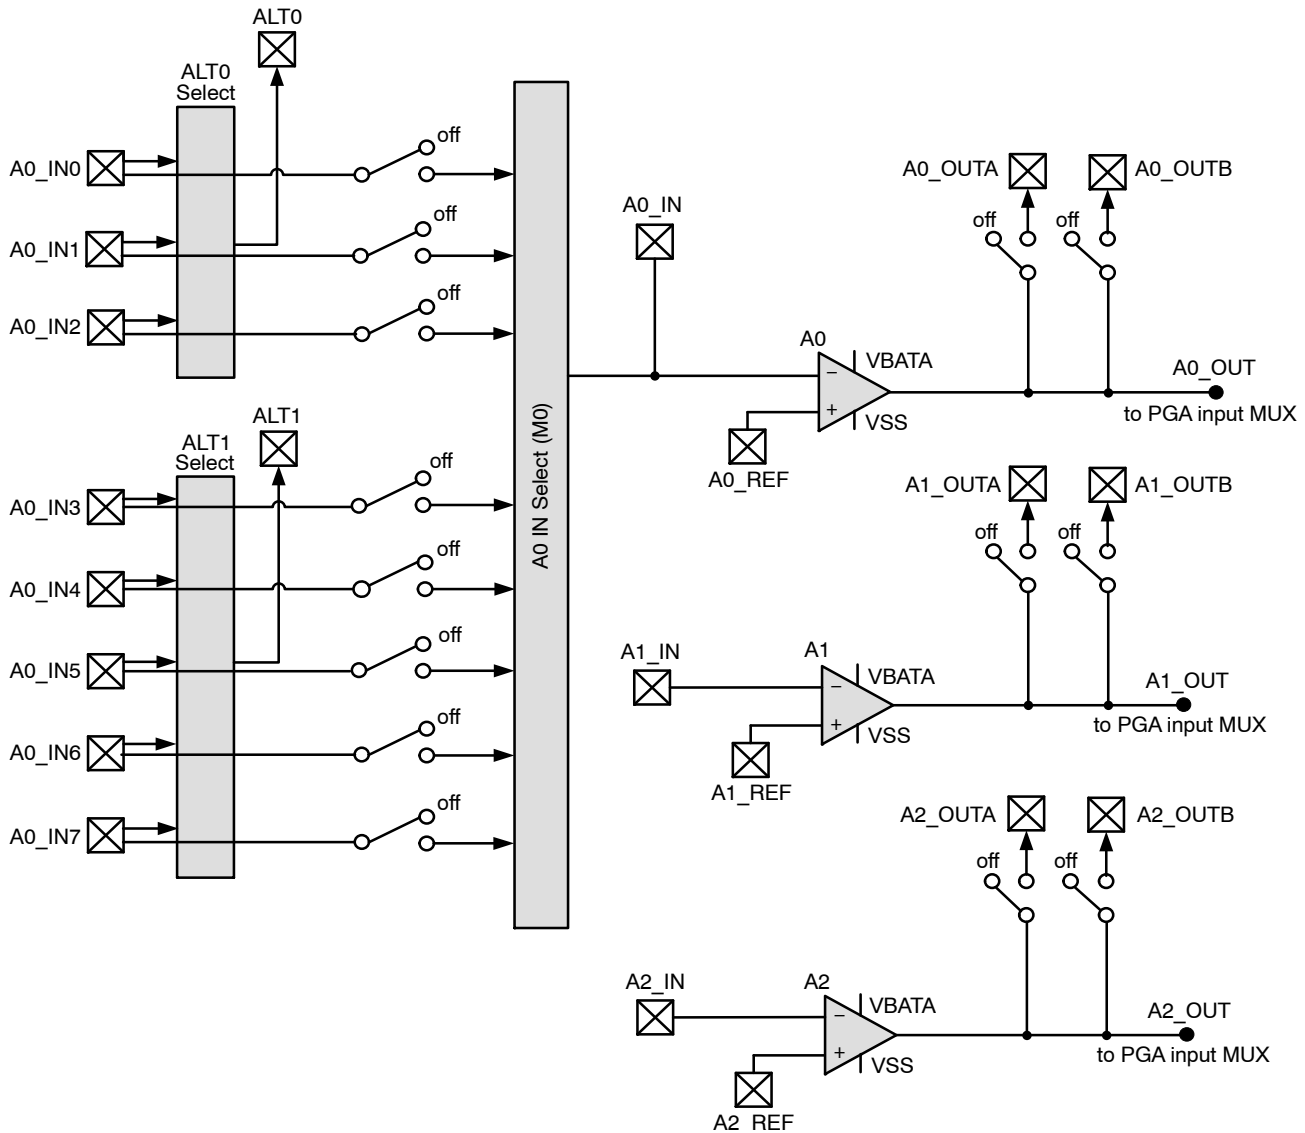 ALT0
ALT0
Select
A0_IN0
off
A0_IN1
off
A0_IN2
off
ALT1
ALT1
Select
A0_IN3
off
A0_IN4
off
A0_IN5
off
A0_IN6
off
A0_IN7
off
A0 IN Select (M0)
A0_IN
A0
VBATA
−
+
VSS
A0_REF
A0_OUTA
A0_OUTB
off
off
A0_OUT
to PGA input MUX
A1_OUTA
A1_OUTB
off
off
A1_IN
A1
VBATA
−
+
VSS
A1_REF
A1_OUT
to PGA input MUX
A2_OUTA
A2_OUTB
off
off
A2_IN
A2
VBATA
−
+
VSS
A2_REF
A2_OUT
to PGA input MUX